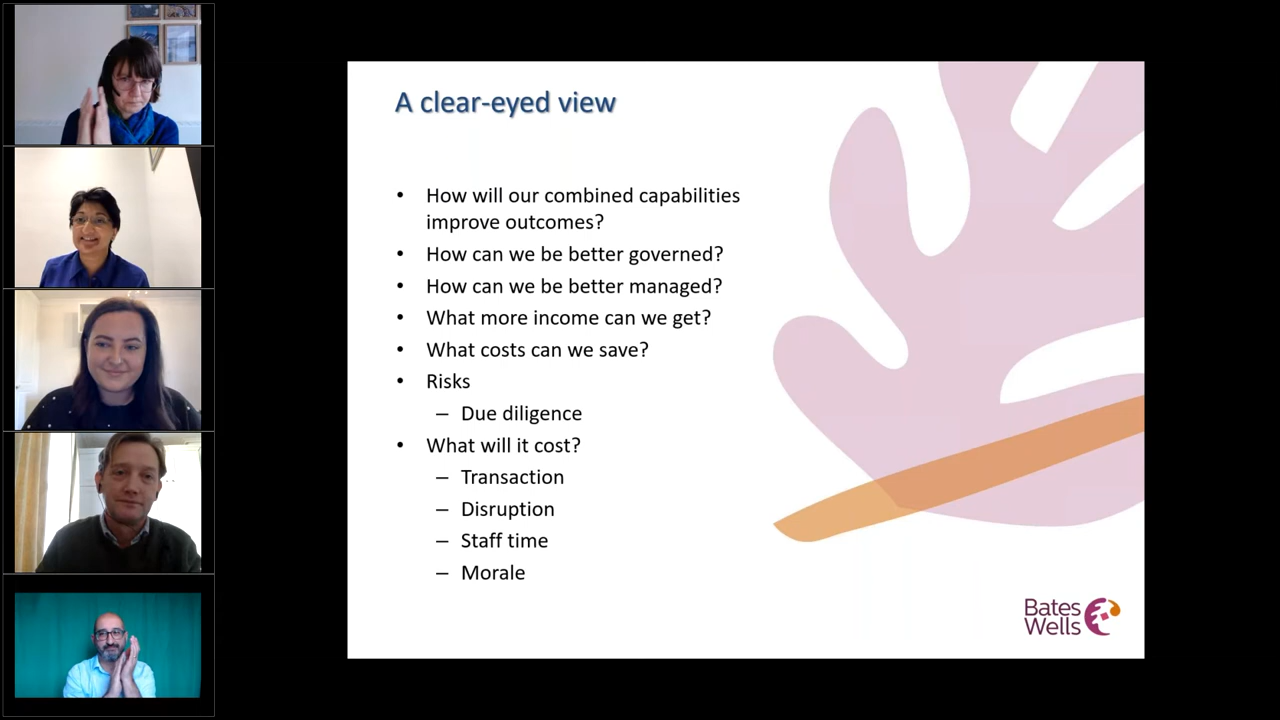 A clear-eyed view
• How will our combined capabilities
improve outcomes?
• How can we be better governed?
• How can we be better managed?
• What more income can we get?
• What costs can we save?
• Risks
– Due diligence
• What will it cost?
– Transaction
– Disruption
– Staff time
– Morale
Bates
Wells